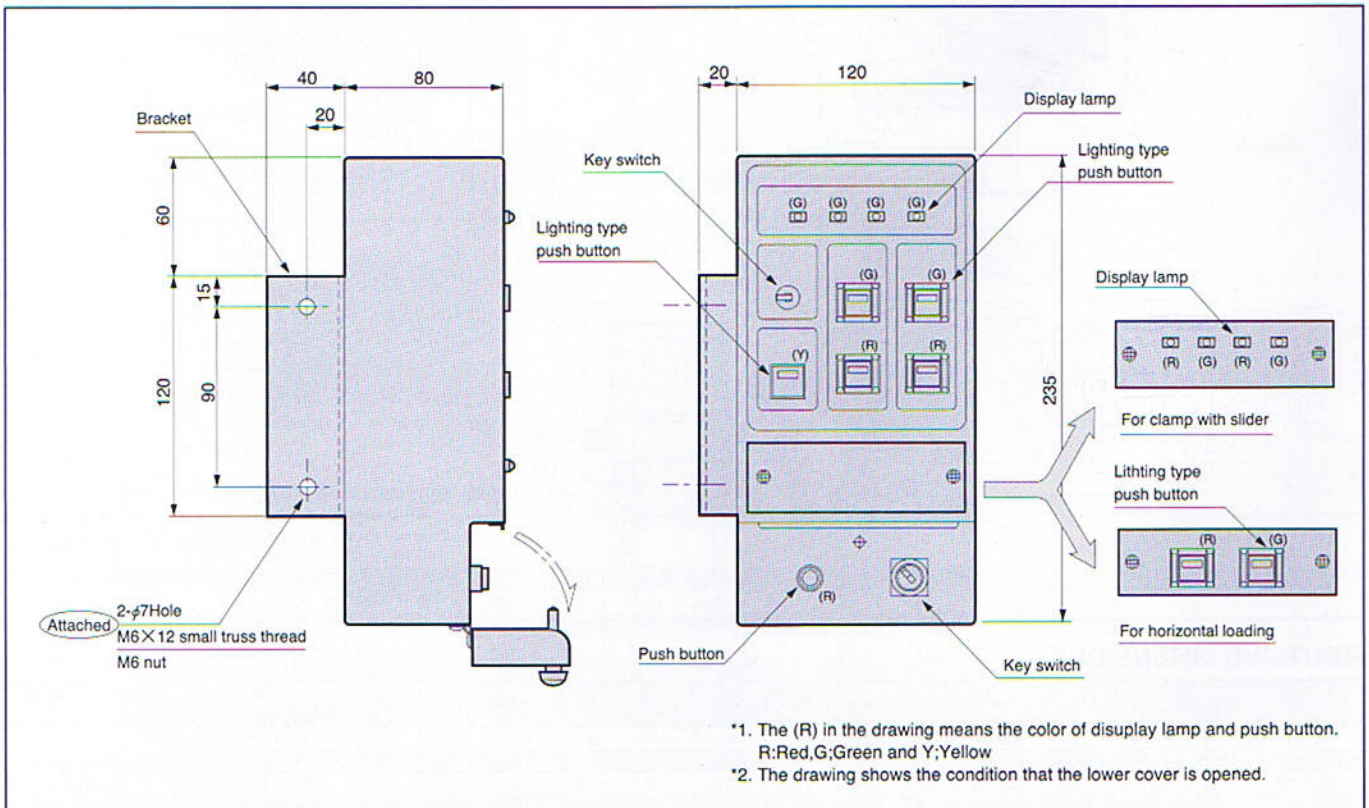 40
80
20
Bracket
60
15
120
90
Attached
2-φ7Hole
M6×12 small truss thread
M6 nut
20
120
Display lamp
Key switch
Lighting type
push button
Lighting type
push button
(G) (G) (G) (G)
(G) (G)
(Y)
(R) (R)
235
(R)
Push button
Key switch
Display lamp
(R) (G) (R) (G)
For clamp with slider
Lithting type
push button
(R) (G)
For horizontal loading
*1. The (R) in the drawing means the color of disuplay lamp and push button.
R:Red,G;Green and Y;Yellow
*2. The drawing shows the condition that the lower cover is opened.